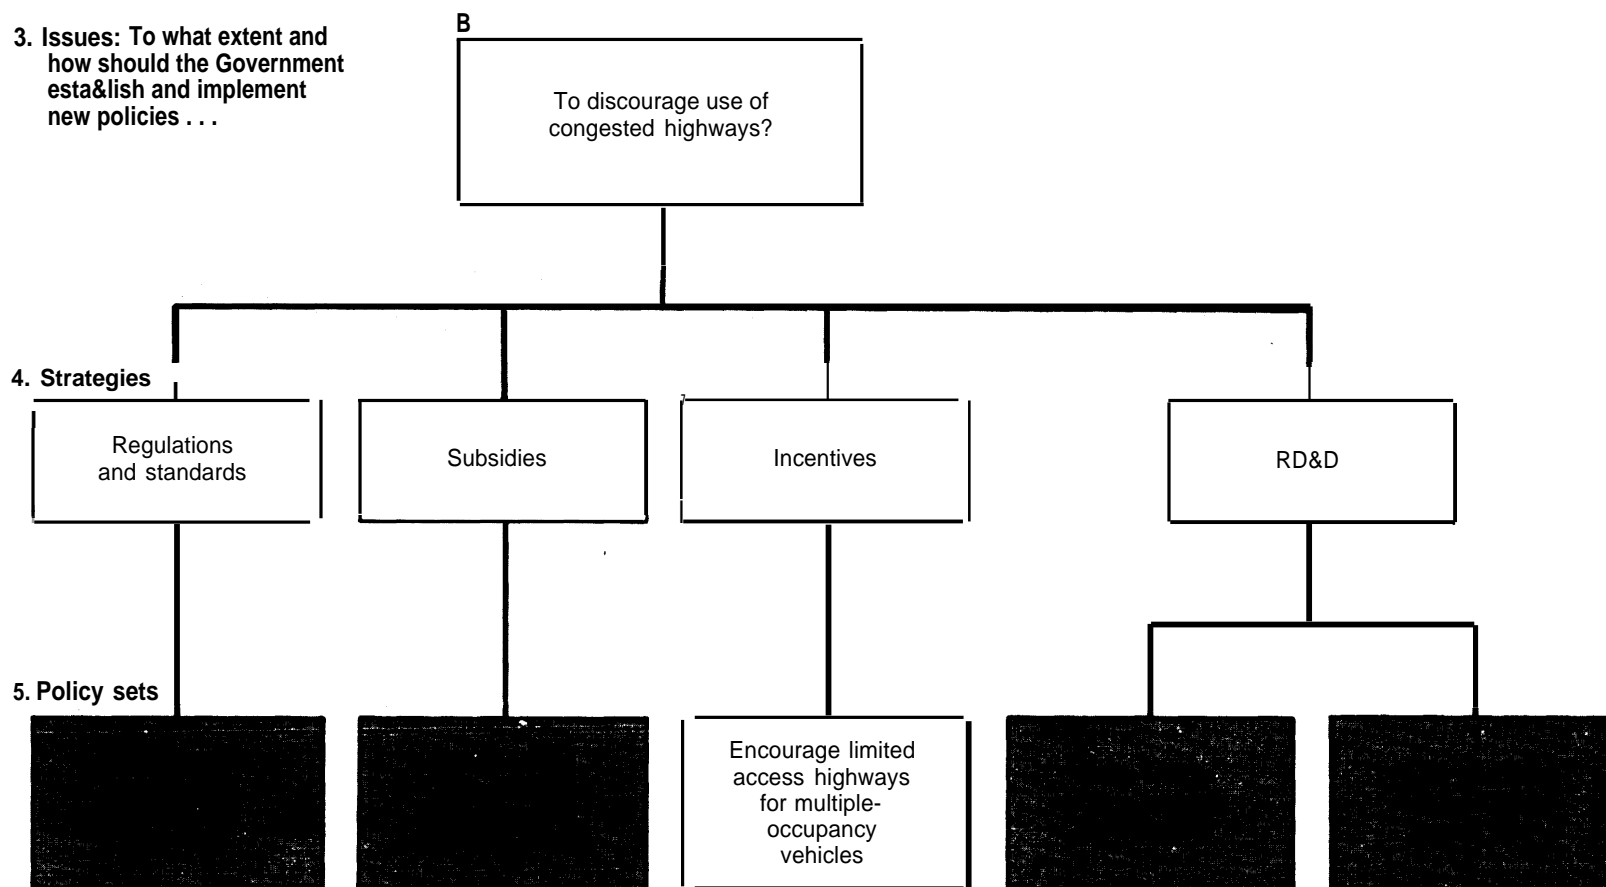 3. Issues: To what extent and
how should the Government
esta&lish and implement
new policies . . .
B
To discourage use of
congested highways?
4. Strategies
Regulations
and standards
Subsidies
Incentives
RD&D
5. Policy sets
Encourage limited
access highways
for multiple-
occupancy
vehicles